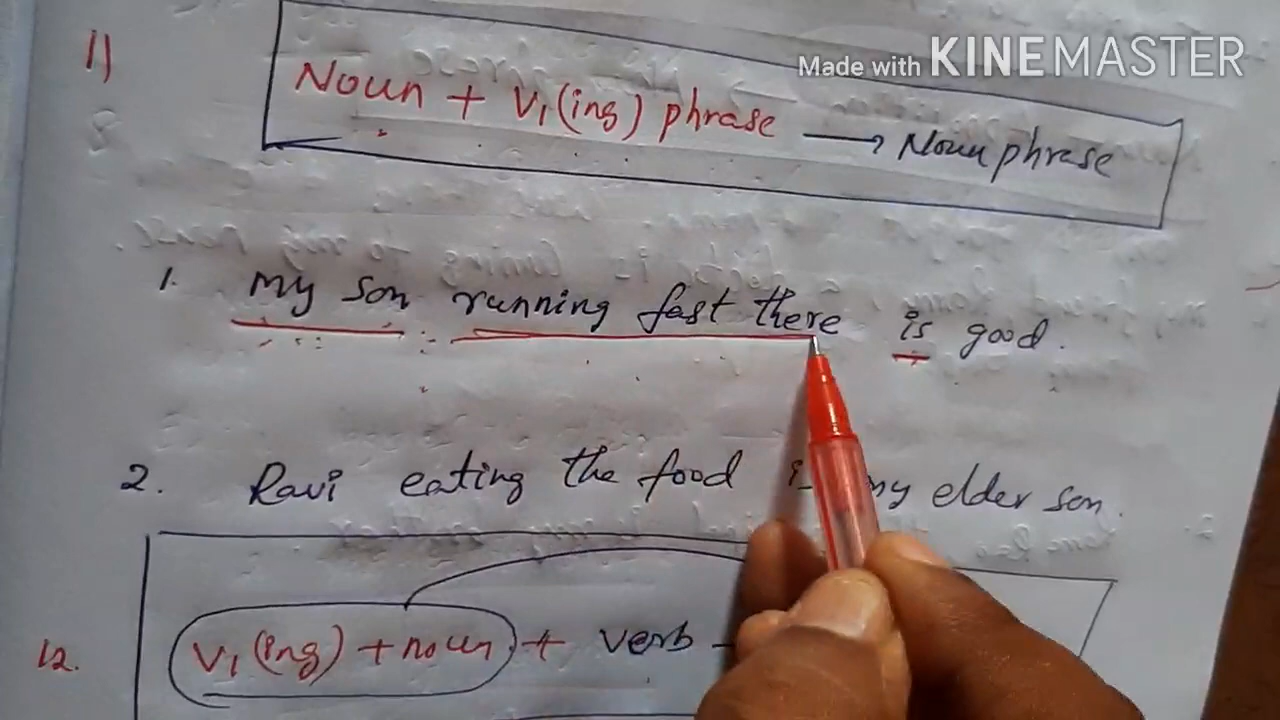 Made with KINEMASTER
11) Noun + V1(ing) phrase → Noun phrase
1. My son running fast there is good.
2. Ravi eating the food is my elder son.
12. V1(ing) + noun + verb